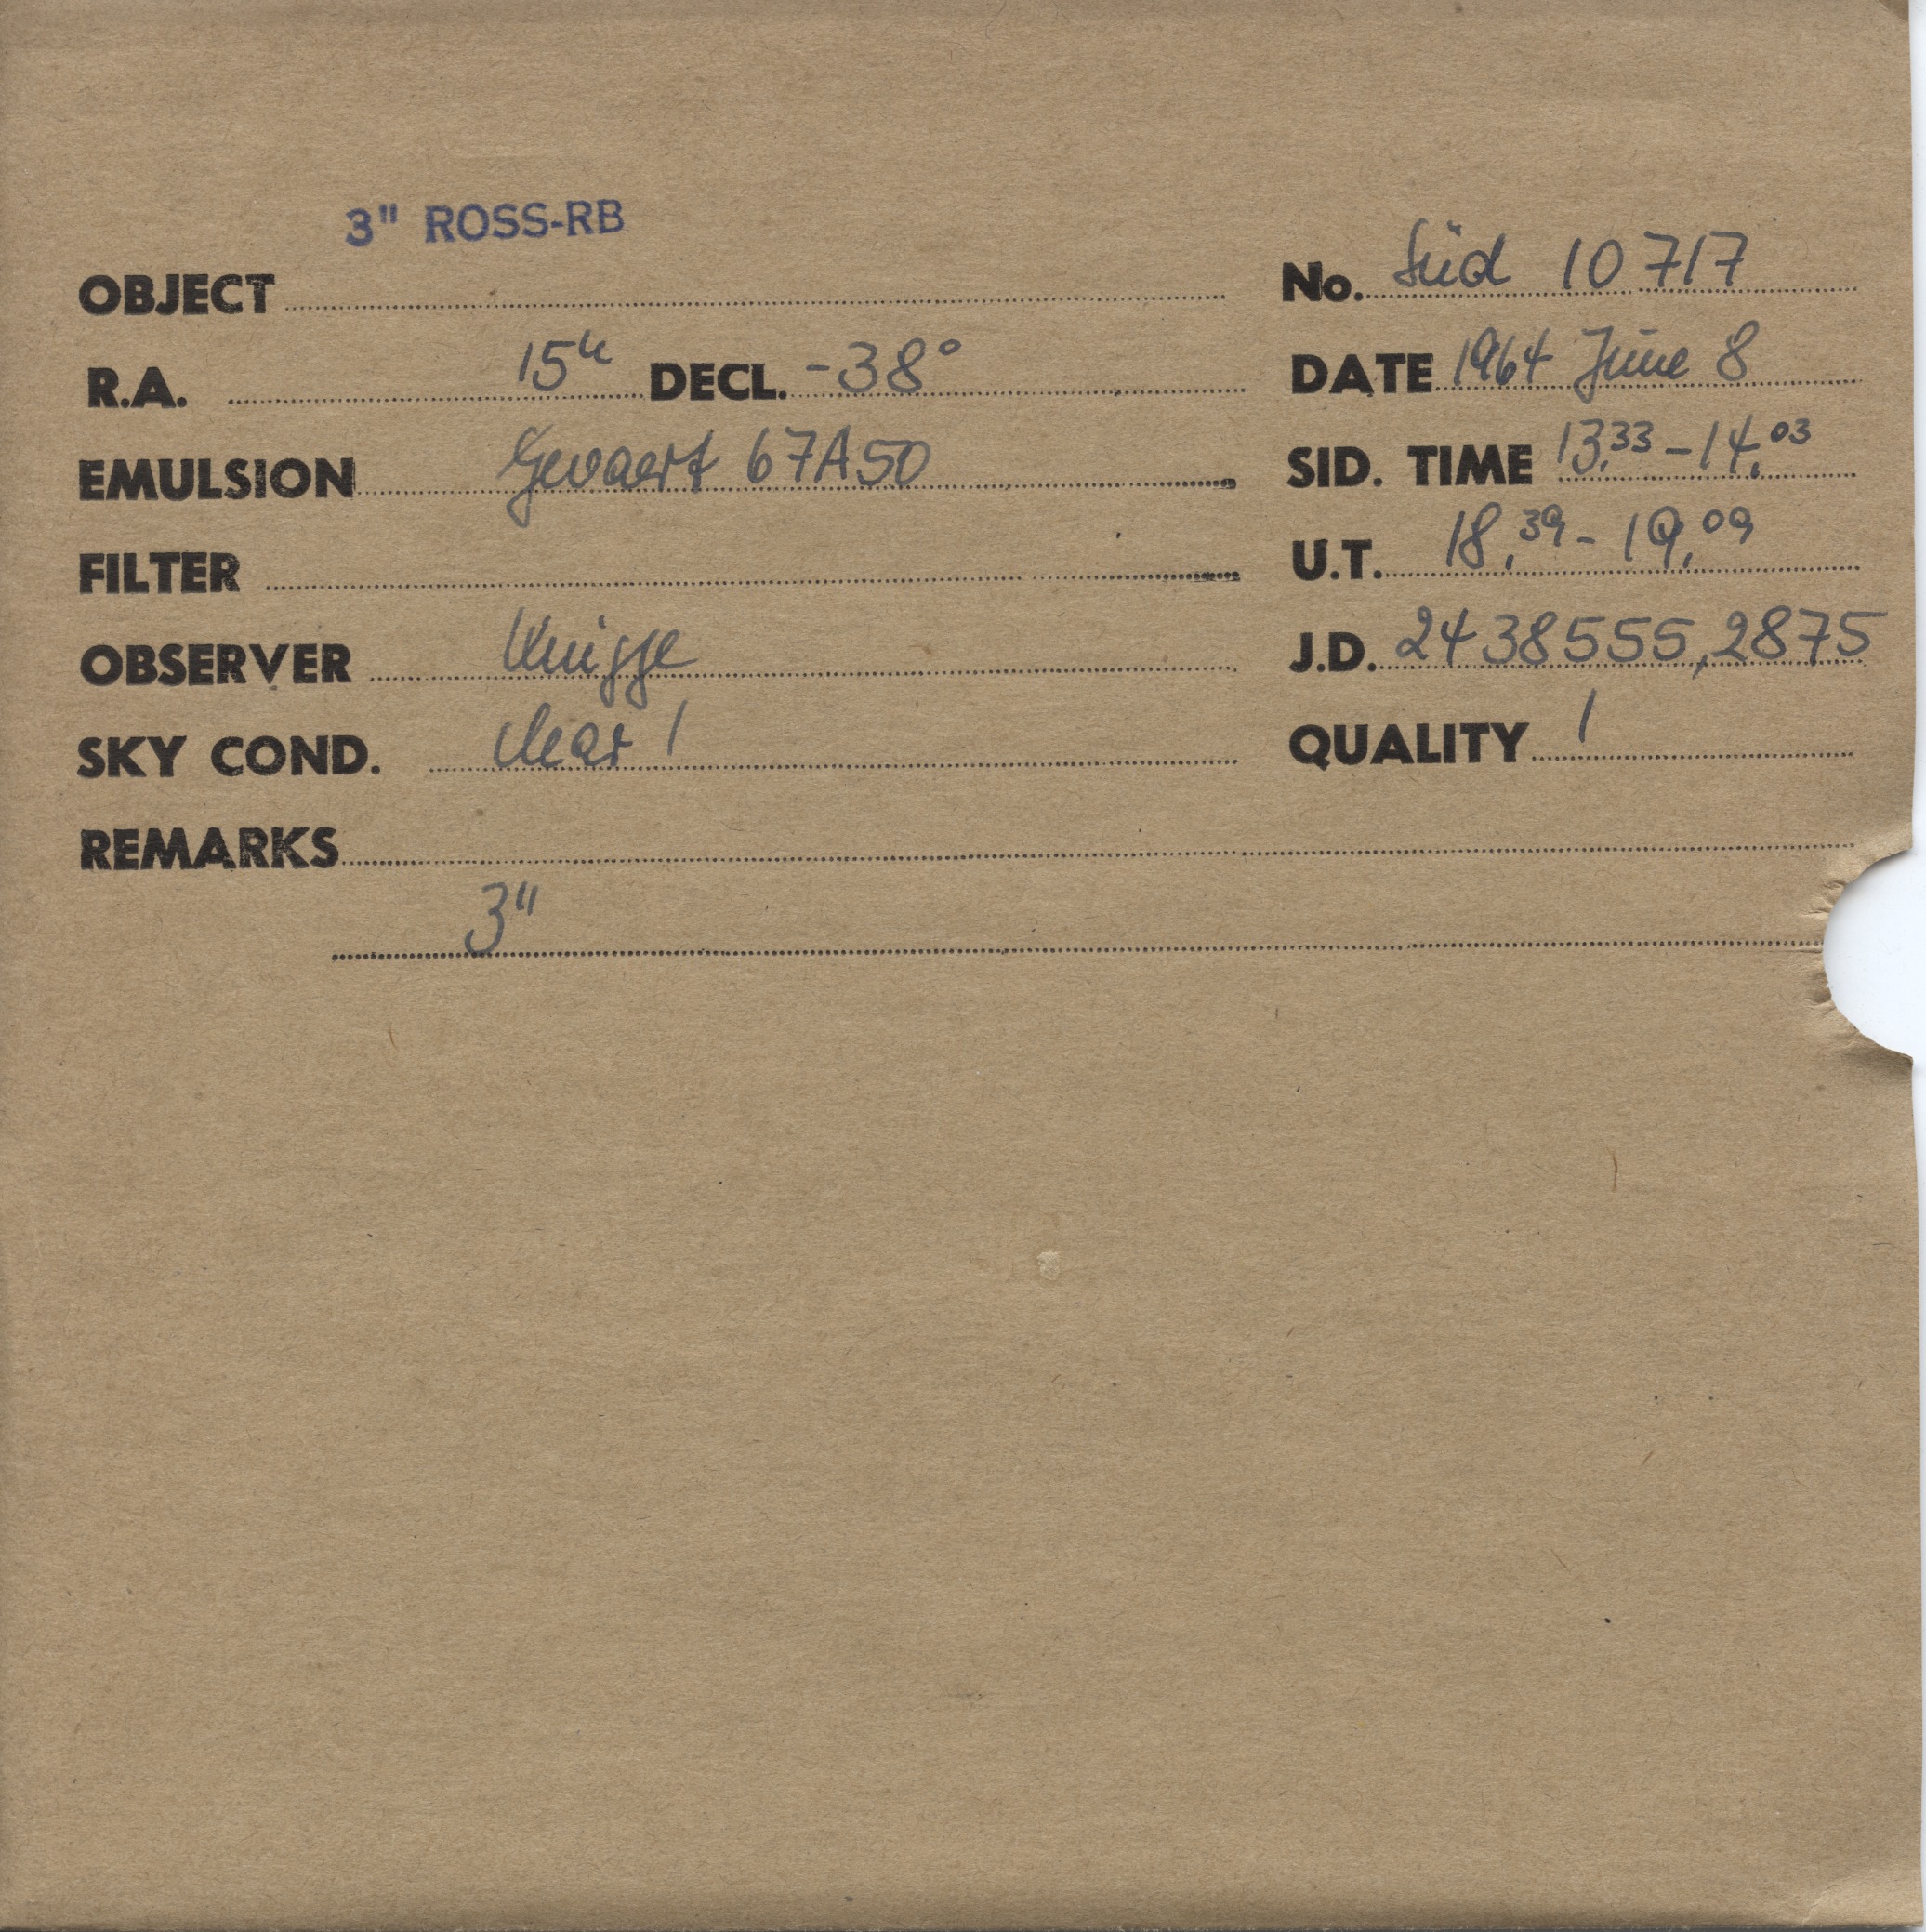 3" ROSS-RB
OBJECT
No. Süd 10717
R.A. 15h DECL. -38°
DATE 1964 June 8
EMULSION Gevaert 67A50
SID. TIME 13,33 - 14,03
FILTER
U.T. 18,39 - 19,09
OBSERVER Knigge
J.D. 2438555,2875
SKY COND. clear 1
QUALITY 1
REMARKS
3"